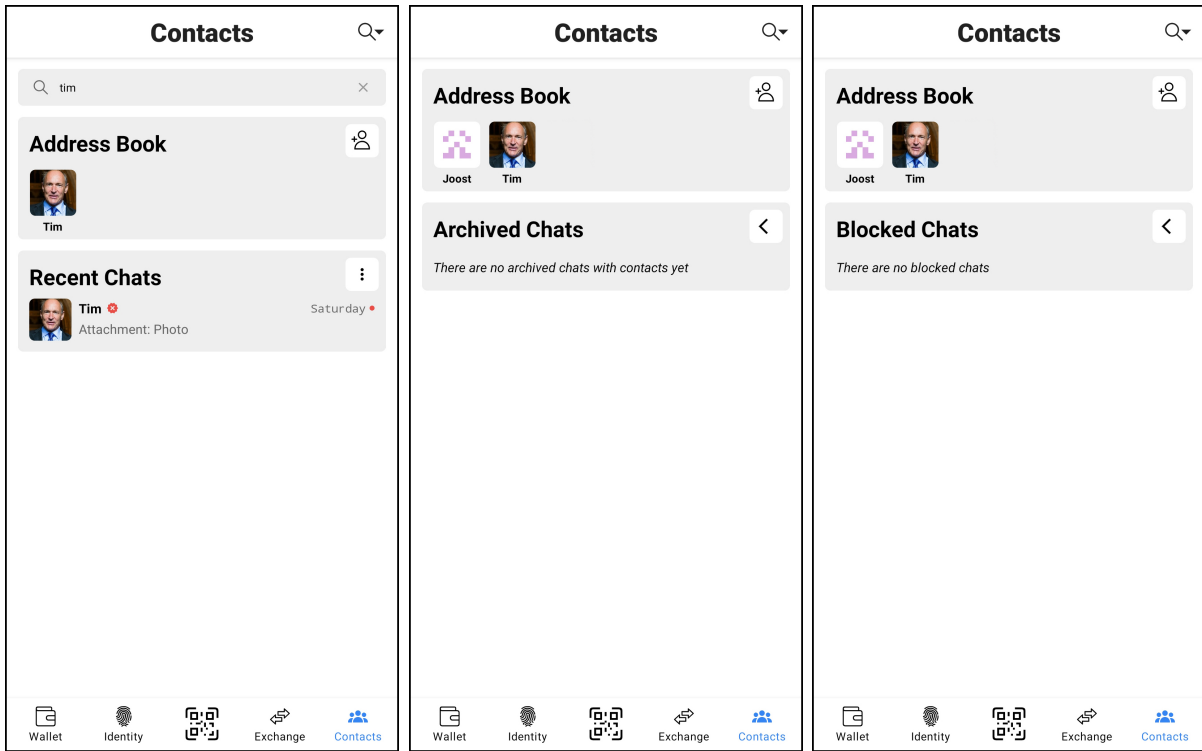 Contacts
tim
Address Book
Tim
Recent Chats
Tim
Saturday
Attachment: Photo
Wallet
Identity
Exchange
Contacts
Contacts
Address Book
Joost
Tim
Archived Chats
There are no archived chats with contacts yet
Wallet
Identity
Exchange
Contacts
Contacts
Address Book
Joost
Tim
Blocked Chats
There are no blocked chats
Wallet
Identity
Exchange
Contacts